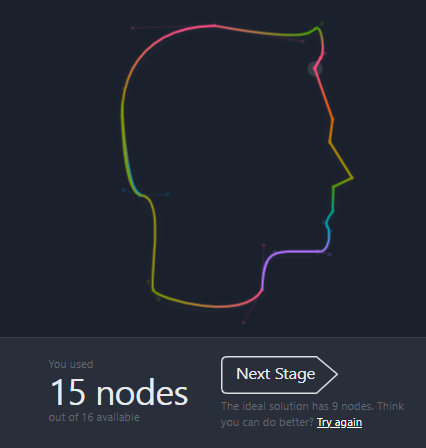 You used
15 nodes
out of 16 available
Next Stage
The ideal solution has 9 nodes. Think
you can do better? Try again